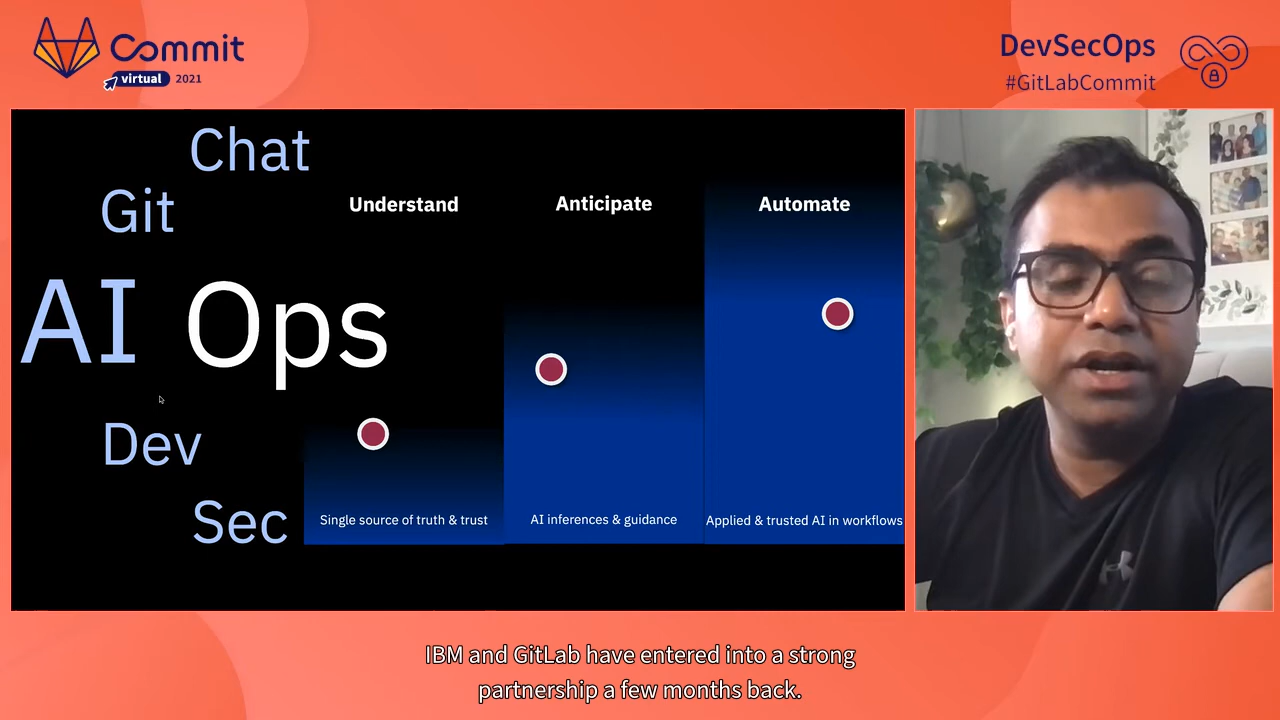 Commit
virtual 2021
DevSecOps
#GitLabCommit
Chat
Git
AI Ops
Dev
Sec
Understand
Anticipate
Automate
Single source of truth & trust
AI inferences & guidance
Applied & trusted AI in workflows
IBM and GitLab have entered into a strong
partnership a few months back.